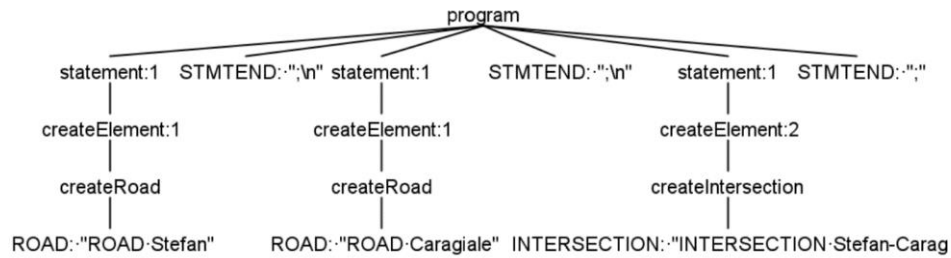 program
statement:1 STMTEND:·";\n" statement:1 STMTEND:·";\n" statement:1 STMTEND:·";"
createElement:1 createElement:1 createElement:2
createRoad createRoad createIntersection
ROAD:·"ROAD·Stefan" ROAD:·"ROAD·Caragiale" INTERSECTION:·"INTERSECTION·Stefan-Carag